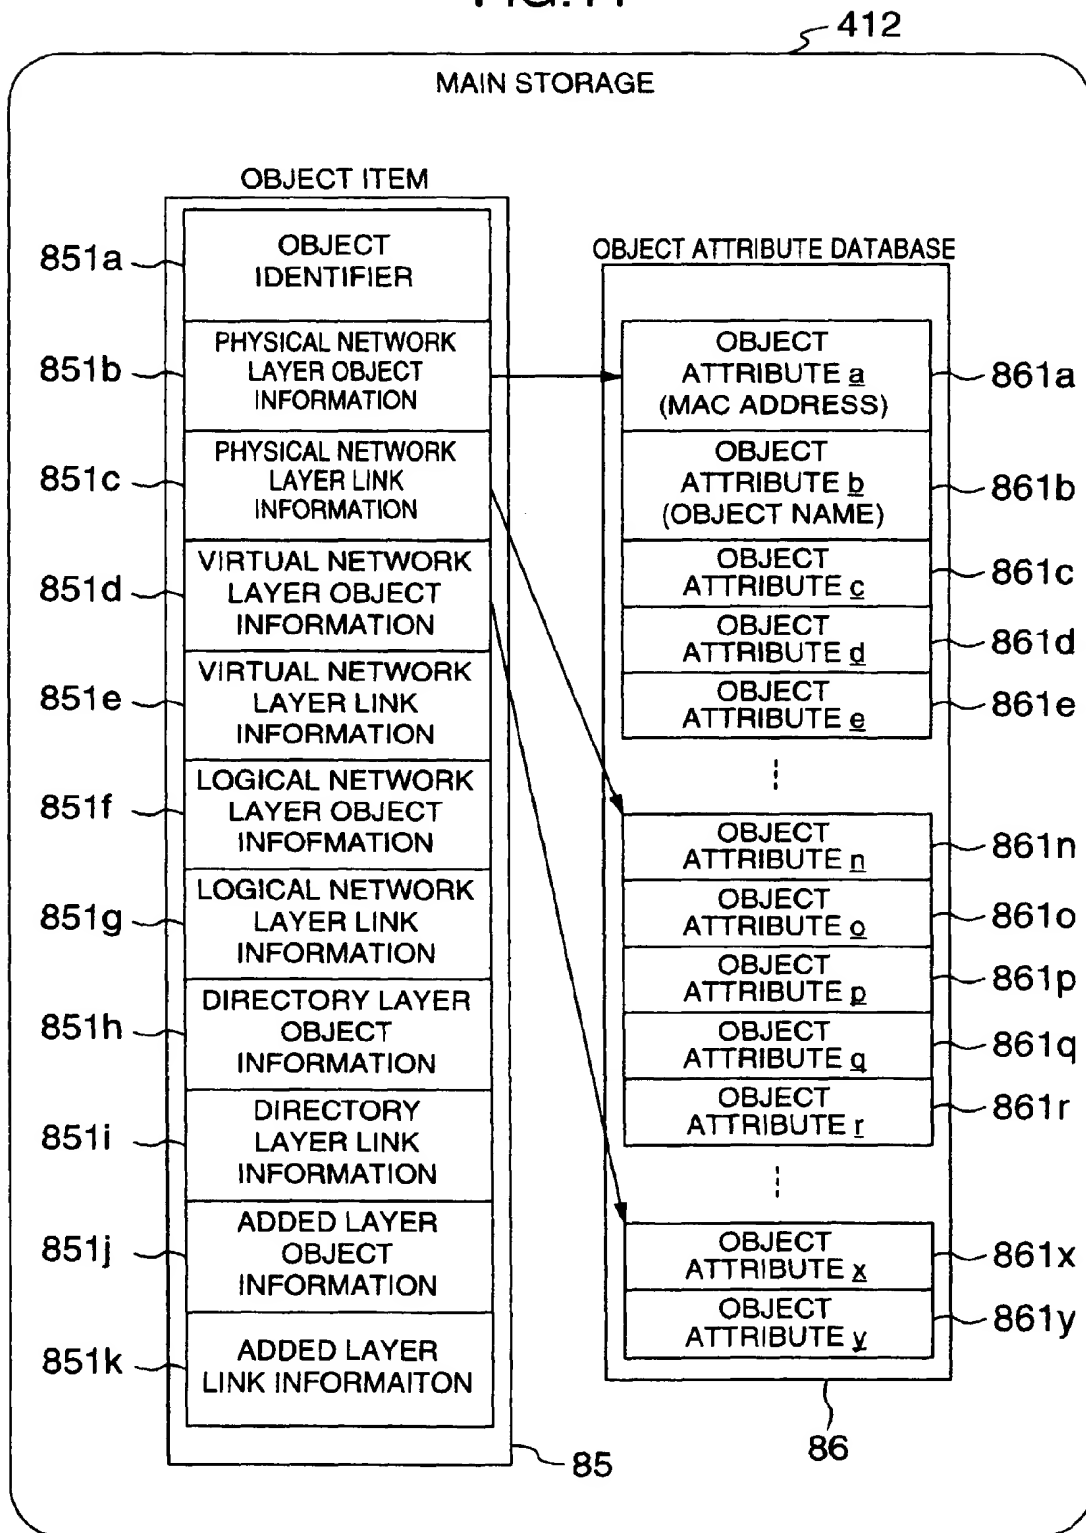 FIG.11
412
MAIN STORAGE
OBJECT ITEM
851a
OBJECT
IDENTIFIER
851b
PHYSICAL NETWORK
LAYER OBJECT
INFORMATION
851c
PHYSICAL NETWORK
LAYER LINK
INFORMATION
851d
VIRTUAL NETWORK
LAYER OBJECT
INFORMATION
851e
VIRTUAL NETWORK
LAYER LINK
INFORMATION
851f
LOGICAL NETWORK
LAYER OBJECT
INFOFMATION
851g
LOGICAL NETWORK
LAYER LINK
INFORMATION
851h
DIRECTORY LAYER
OBJECT
INFORMATION
851i
DIRECTORY
LAYER LINK
INFORMATION
851j
ADDED LAYER
OBJECT
INFORMATION
851k
ADDED LAYER
LINK INFORMAITON
85
OBJECT ATTRIBUTE DATABASE
OBJECT
ATTRIBUTE a
(MAC ADDRESS)
861a
OBJECT
ATTRIBUTE b
(OBJECT NAME)
861b
OBJECT
ATTRIBUTE c
861c
OBJECT
ATTRIBUTE d
861d
OBJECT
ATTRIBUTE e
861e
OBJECT
ATTRIBUTE n
861n
OBJECT
ATTRIBUTE o
861o
OBJECT
ATTRIBUTE p
861p
OBJECT
ATTRIBUTE q
861q
OBJECT
ATTRIBUTE r
861r
OBJECT
ATTRIBUTE x
861x
OBJECT
ATTRIBUTE y
861y
86